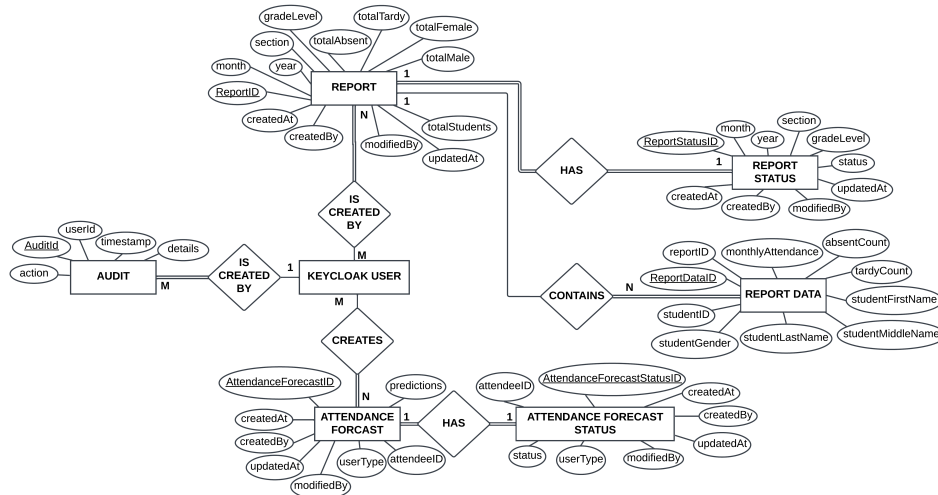 gradeLevel
totalTardy
totalFemale
section
totalAbsent
totalMale
month
year
REPORT
1
ReportID
1
createdAt
N
totalStudents
createdBy
modifiedBy
updatedAt
section
month
year
gradeLevel
ReportStatusID
1
REPORT
STATUS
status
HAS
updatedAt
createdAt
createdBy
modifiedBy
IS
CREATED
BY
userId
timestamp
AuditId
details
action
AUDIT
M
IS
CREATED
BY
1
M
KEYCLOAK USER
M
absentCount
reportID
monthlyAttendance
ReportDataID
tardyCount
CONTAINS
N
REPORT DATA
studentFirstName
studentID
studentGender
studentLastName
studentMiddleName
CREATES
AttendanceForecastID
predictions
N
attendeeID
AttendanceForecastStatusID
createdAt
createdAt
ATTENDANCE
FORCAST
1
HAS
1
ATTENDANCE FORECAST
STATUS
createdBy
createdBy
updatedAt
userType
attendeeID
modifiedBy
status
userType
modifiedBy
updatedAt